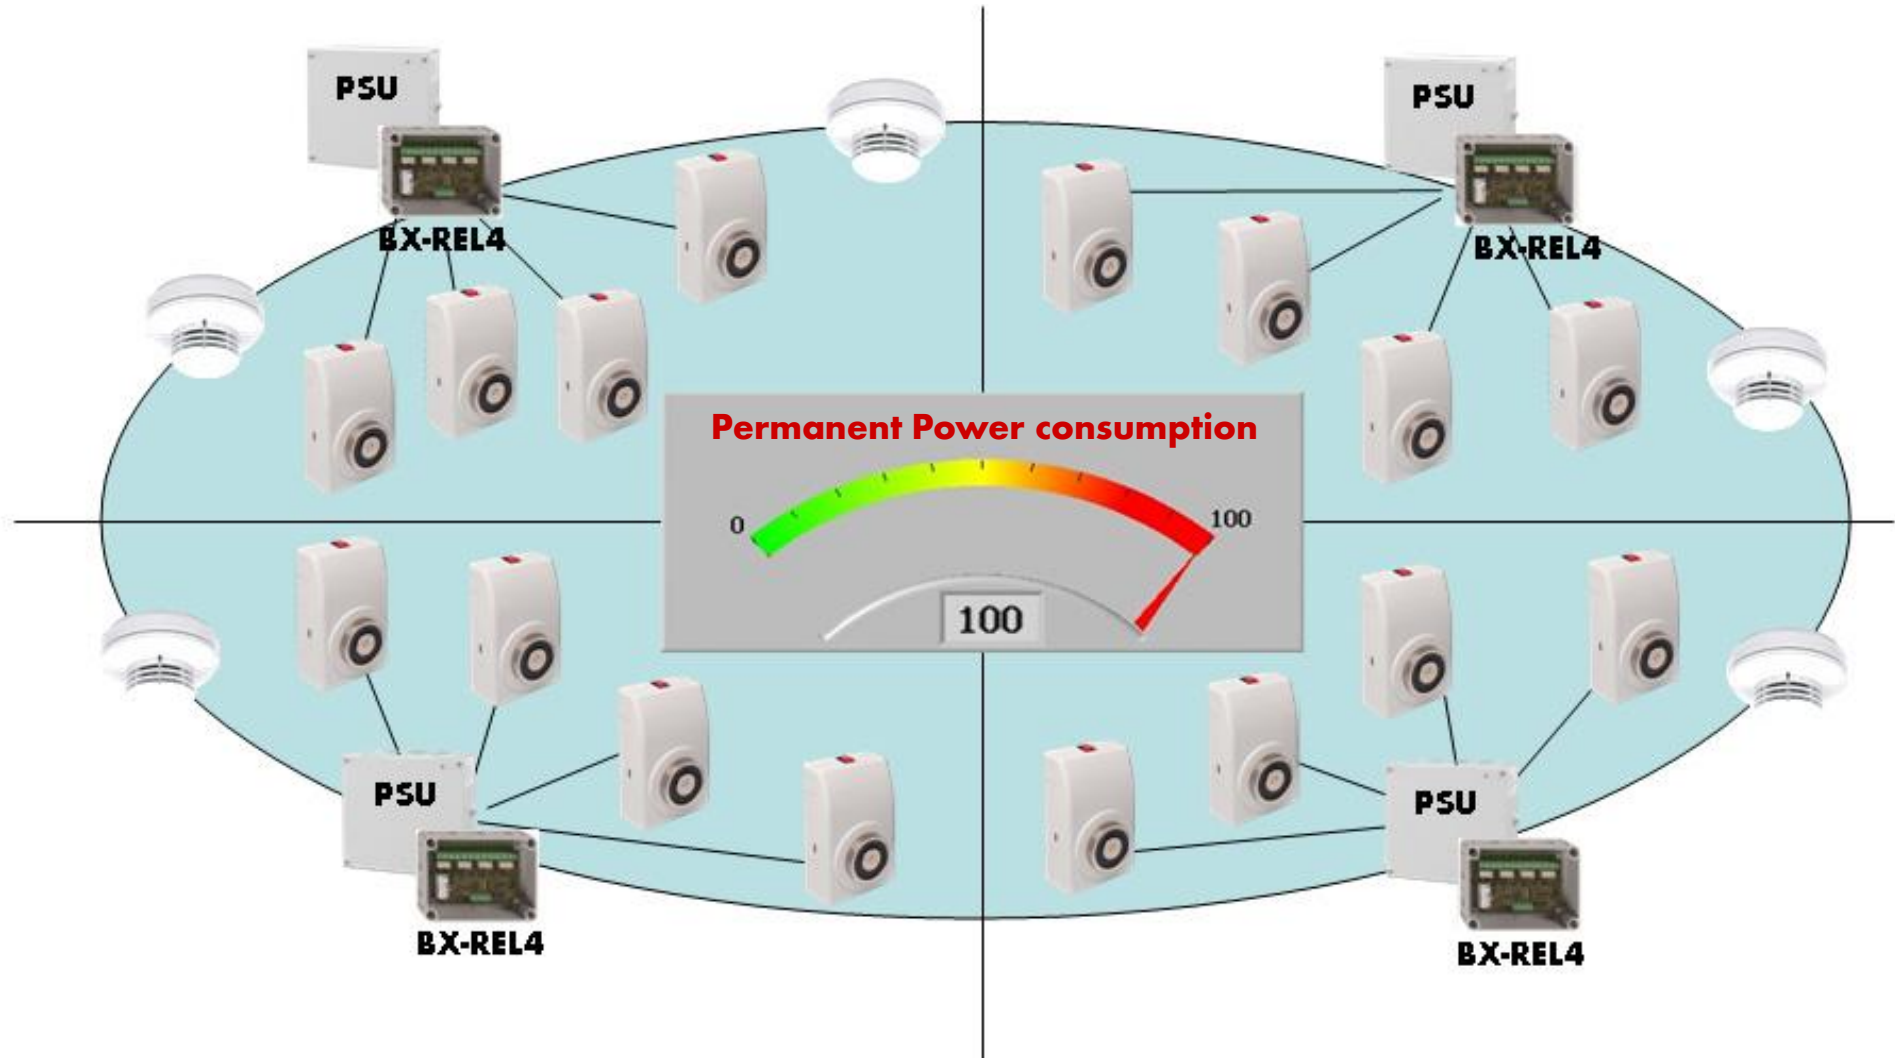 PSU
PSU
BX-REL4
BX-REL4
Permanent Power consumption
0
100
100
PSU
PSU
BX-REL4
BX-REL4